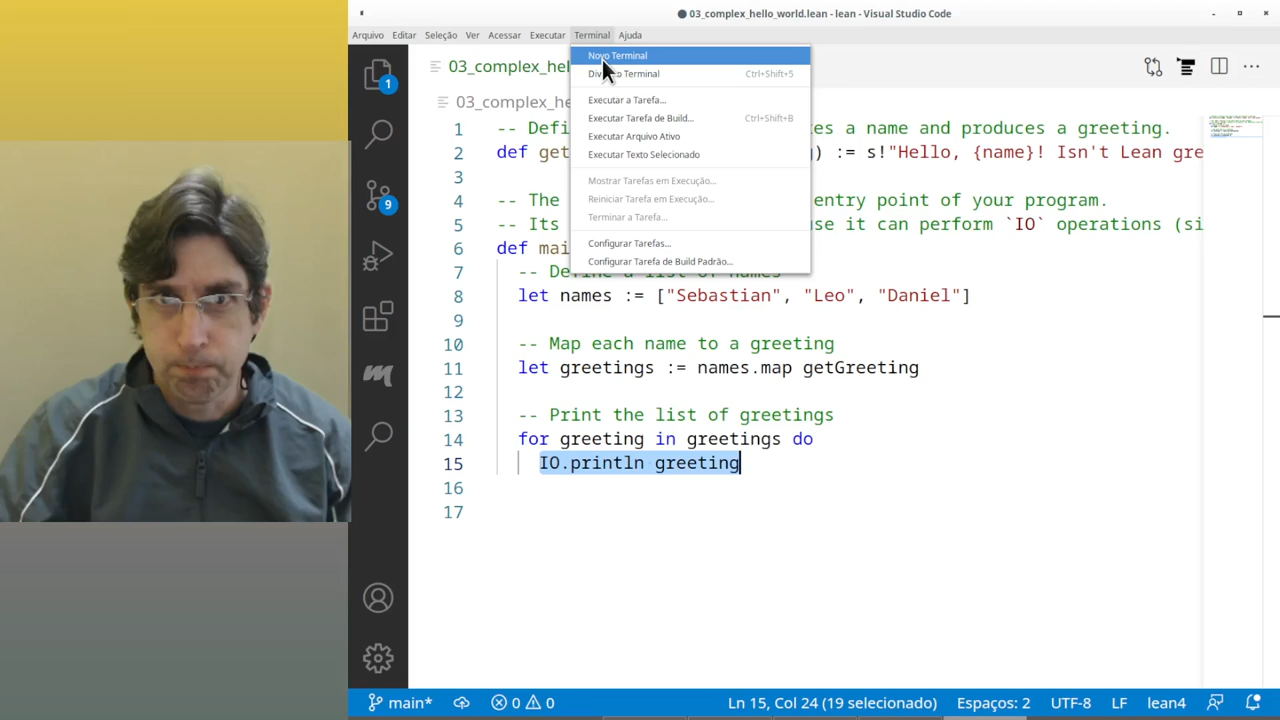 03_complex_hello_world.lean - lean - Visual Studio Code
Arquivo Editar Seleção Ver Acessar Executar Terminal Ajuda
03_complex_hel
Novo Terminal
Terminal Ctrl+Shift+5
Executar a Tarefa...
Executar Tarefa de Build... Ctrl+Shift+B
Executar Arquivo Ativo
Executar Texto Selecionado
Mostrar Tarefas em Execução...
Reiniciar Tarefa em Execução...
Terminar a Tarefa...
Configurar Tarefas...
Configurar Tarefa de Build Padrão...
1
03_complex_he
1 -- Defi es a name and produces a greeting.
2 def get ) := s!"Hello, {name}! Isn't Lean gre
3
4 -- The entry point of your program.
5 -- Its use it can perform `IO` operations (si
6 def mai
7 -- Define a list of names
8 let names := ["Sebastian", "Leo", "Daniel"]
9
9
10 -- Map each name to a greeting
11 let greetings := names.map getGreeting
12
13 -- Print the list of greetings
14 for greeting in greetings do
15 IO.println greeting
16
17
main* 0 0 Ln 15, Col 24 (19 selecionado) Espaços: 2 UTF-8 LF lean4